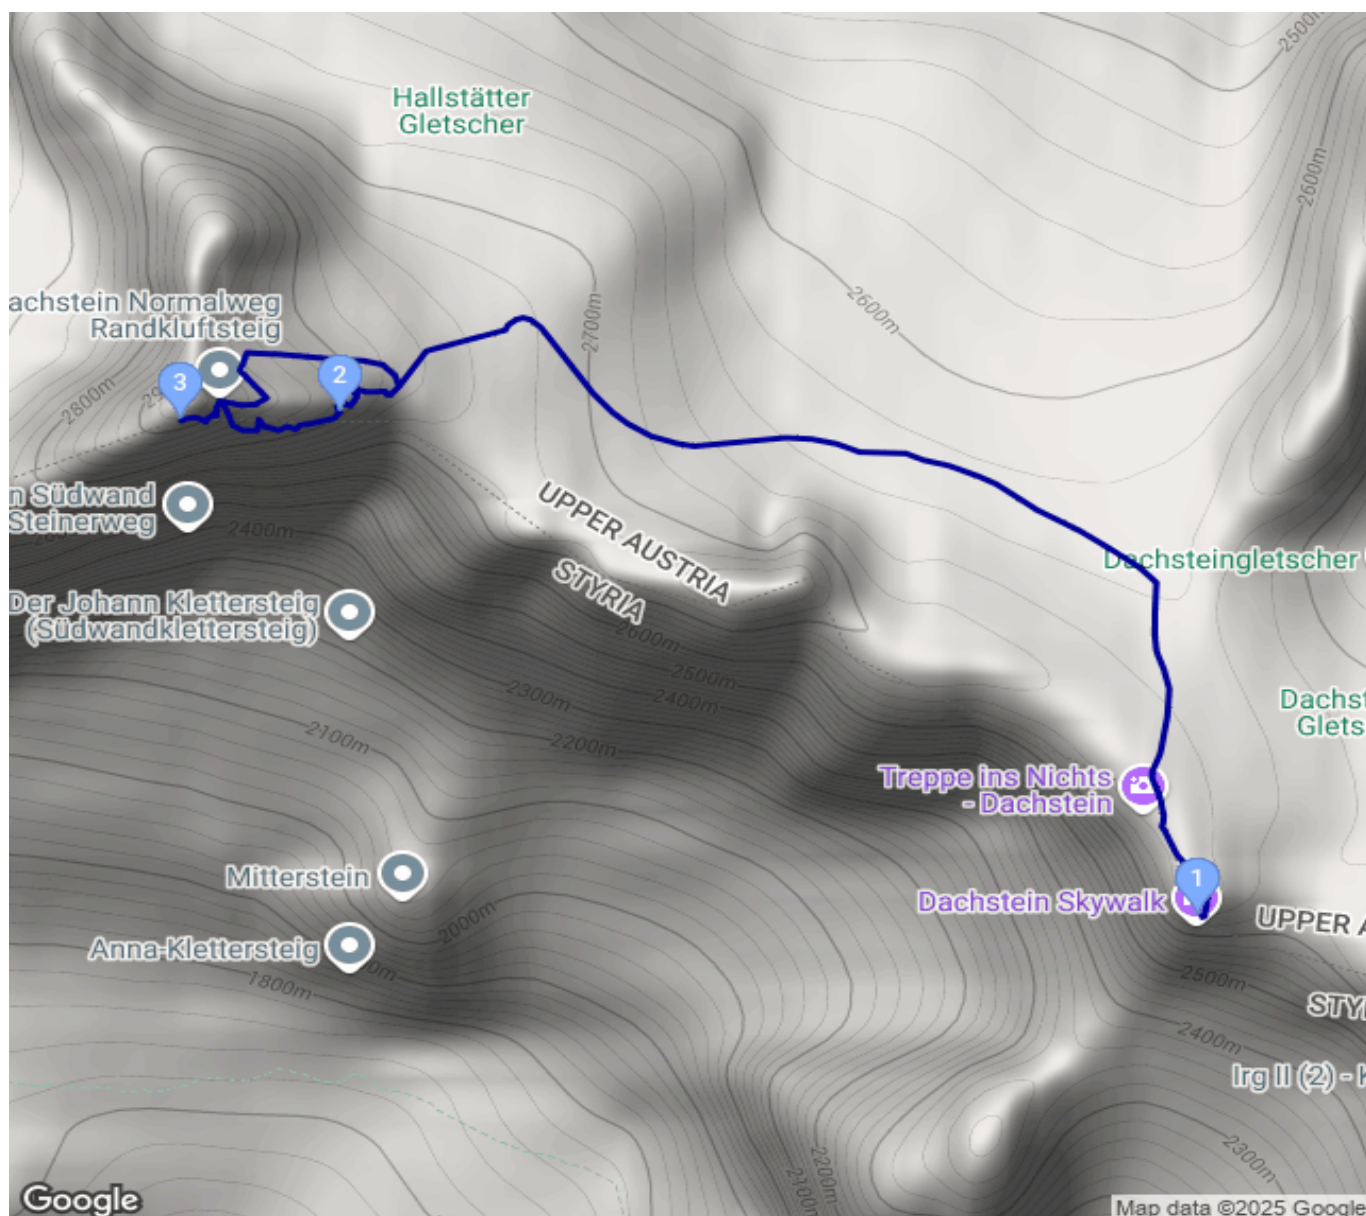 2500m
Hallstätter
Gletscher
2600m
achstein Normalweg
Randkluftsteig
2700m
2600m
2
3
2800m
n Südwand
Steinerweg
2400m
UPPER AUSTRIA
STYRIA
Dachsteingletscher
Der Johann Klettersteig
(Südwandklettersteig)
2600m
2500m
2400m
2300m
2200m
2100m
Dachst
Glets
Treppe ins Nichts
- Dachstein
Mitterstein
1
Dachstein Skywalk
UPPER A
2000m
Anna-Klettersteig
1800m
2500m
STY
2400m
Irg II (2) - K
2300m
2200m
2100m
Google
Map data ©2025 Google